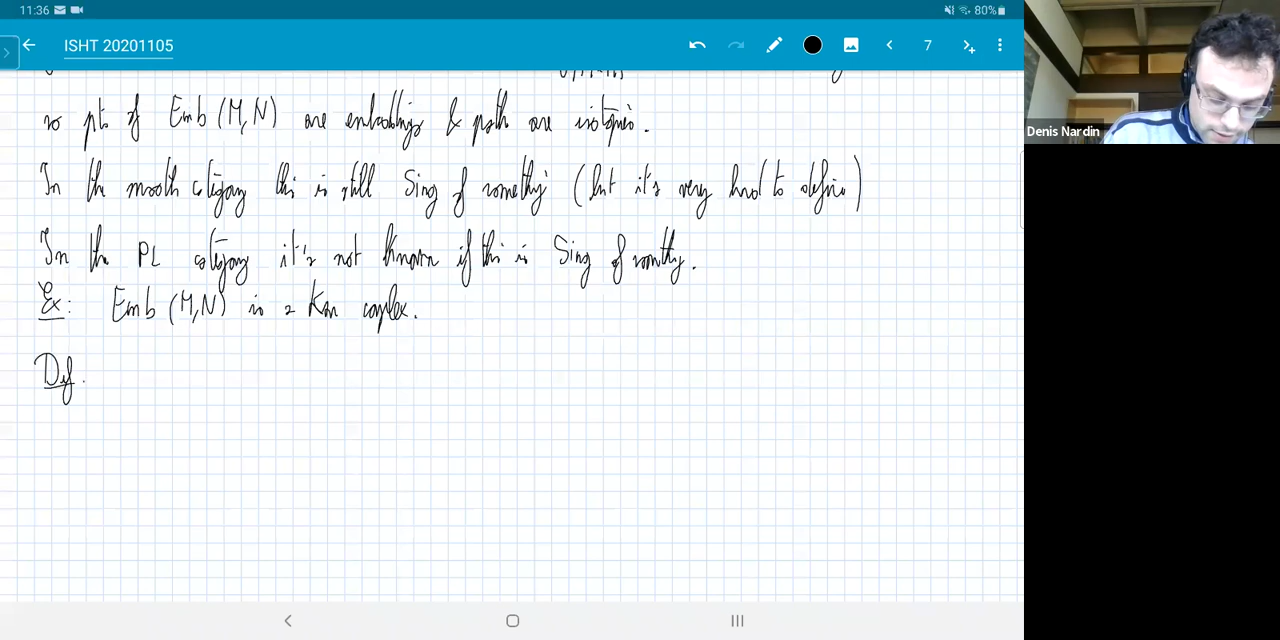 11:36
80%
ISHT 20201105
7
Denis Nardin
so pts of Emb (M,N) are embeddings & paths are isotopies.
In the smooth category this is still Sing of something (but it's very hard to define)
In the PL category it's not known if this is Sing of something.
Ex: Emb (M,N) is a Kan complex.
Def.